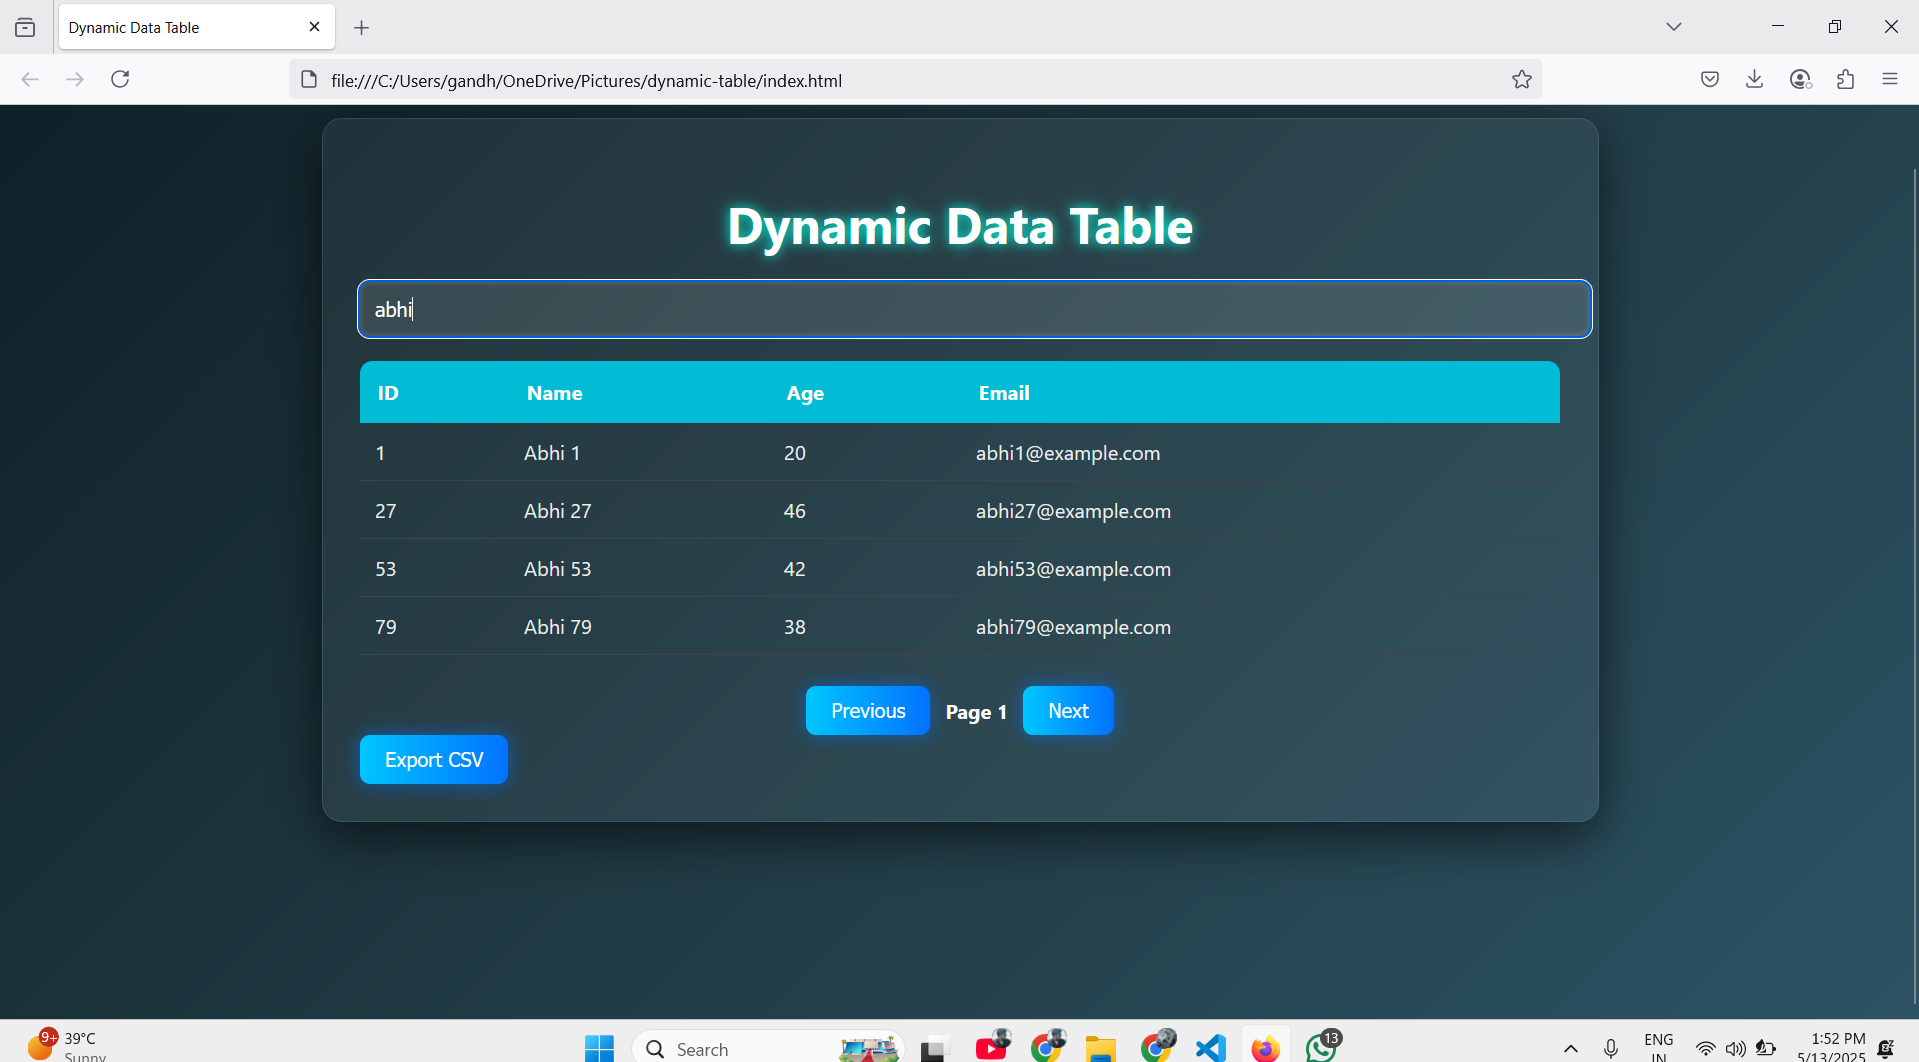 Dynamic Data Table
file:///C:/Users/gandh/OneDrive/Pictures/dynamic-table/index.html
Dynamic Data Table
abhi
ID Name Age Email
1 Abhi 1 20 abhi1@example.com
27 Abhi 27 46 abhi27@example.com
53 Abhi 53 42 abhi53@example.com
79 Abhi 79 38 abhi79@example.com
Previous Page 1 Next
Export CSV
9+ 39°C
Sunny
Search
13
ENG
IN
1:52 PM
5/13/2025